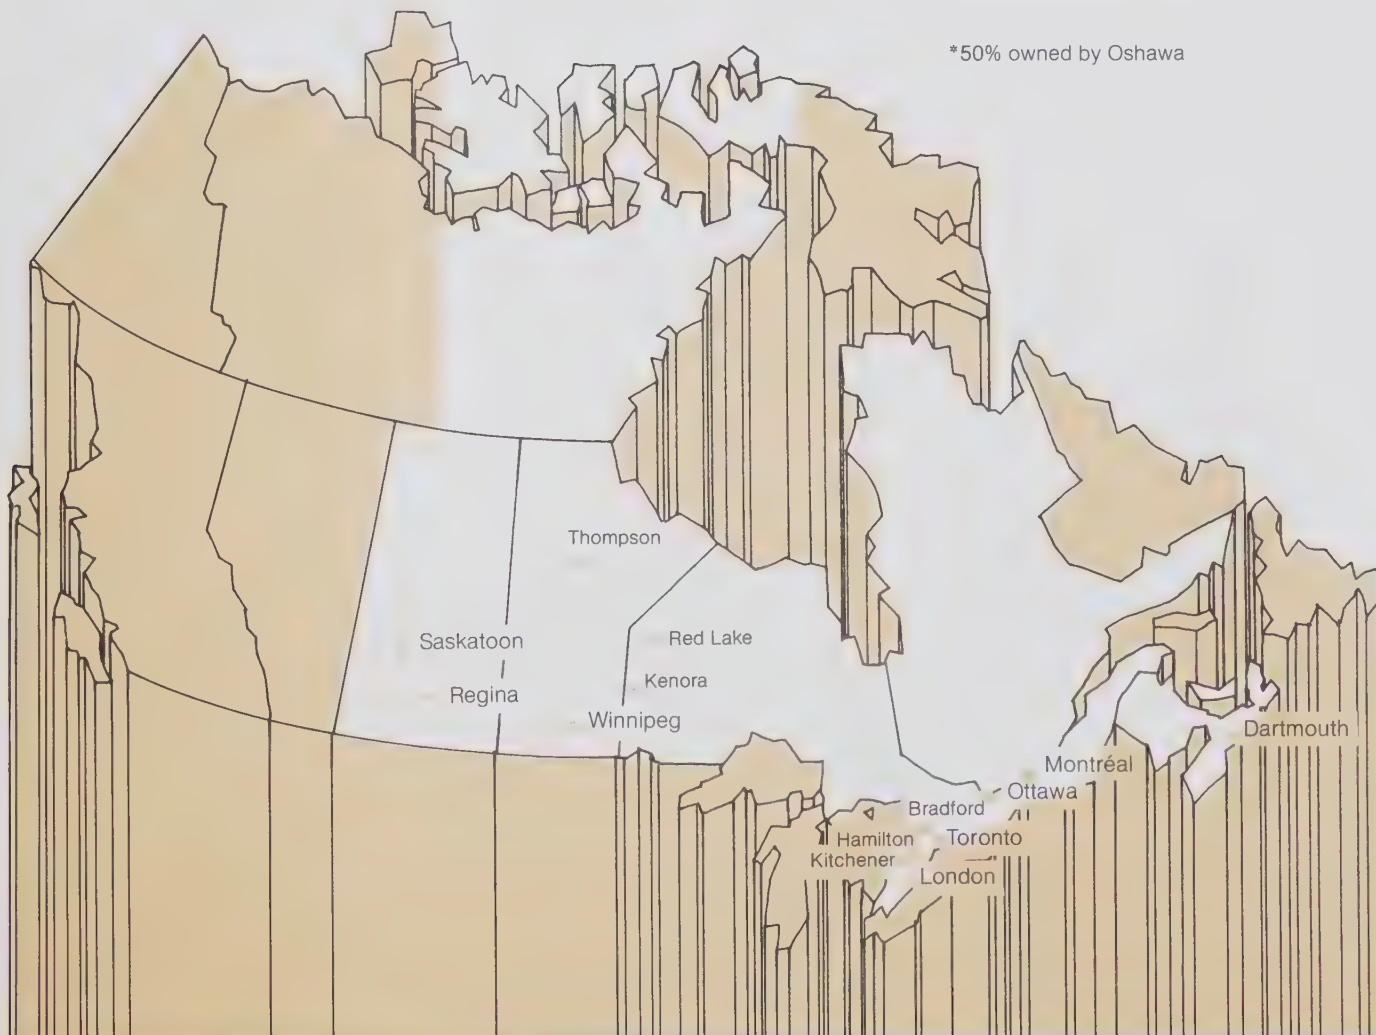 *50% owned by Oshawa
Thompson
Saskatoon
Red Lake
Regina
Kenora
Winnipeg
Dartmouth
Montréal
Ottawa
Bradford
Hamilton
Toronto
Kitchener
London